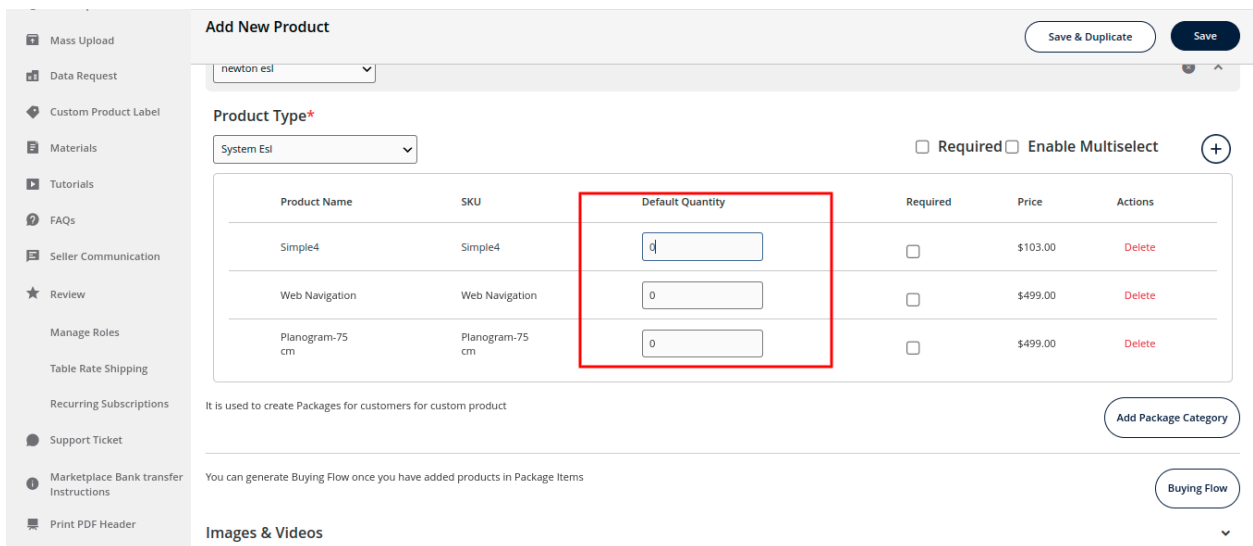 Mass Upload
Data Request
Custom Product Label
Materials
Tutorials
FAQs
Seller Communication
Review
Manage Roles
Table Rate Shipping
Recurring Subscriptions
Support Ticket
Marketplace Bank transfer
Instructions
Print PDF Header
Add New Product
Save & Duplicate
Save
newton esl
Product Type*
System Esl
Required
Enable Multiselect
Product Name SKU Default Quantity Required Price Actions
Simple4 Simple4 0 $103.00 Delete
Web Navigation Web Navigation 0 $499.00 Delete
Planogram-75 Planogram-75 0 $499.00 Delete
cm cm
It is used to create Packages for customers for custom product
Add Package Category
You can generate Buying Flow once you have added products in Package Items
Buying Flow
Images & Videos